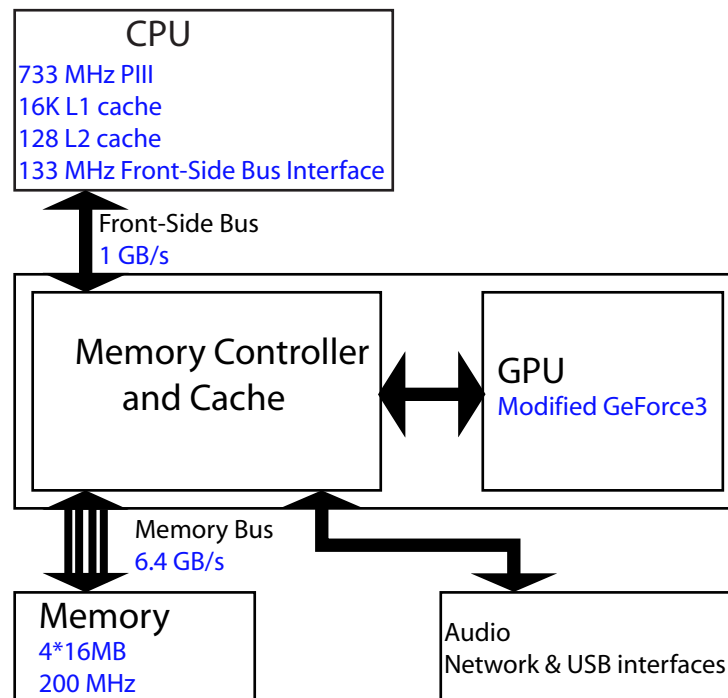 CPU
733 MHz PIII
16K L1 cache
128 L2 cache
133 MHz Front-Side Bus Interface
Front-Side Bus
1 GB/s
Memory Controller
and Cache
GPU
Modified GeForce3
Memory Bus
6.4 GB/s
Memory
4*16MB
200 MHz
Audio
Network & USB interfaces